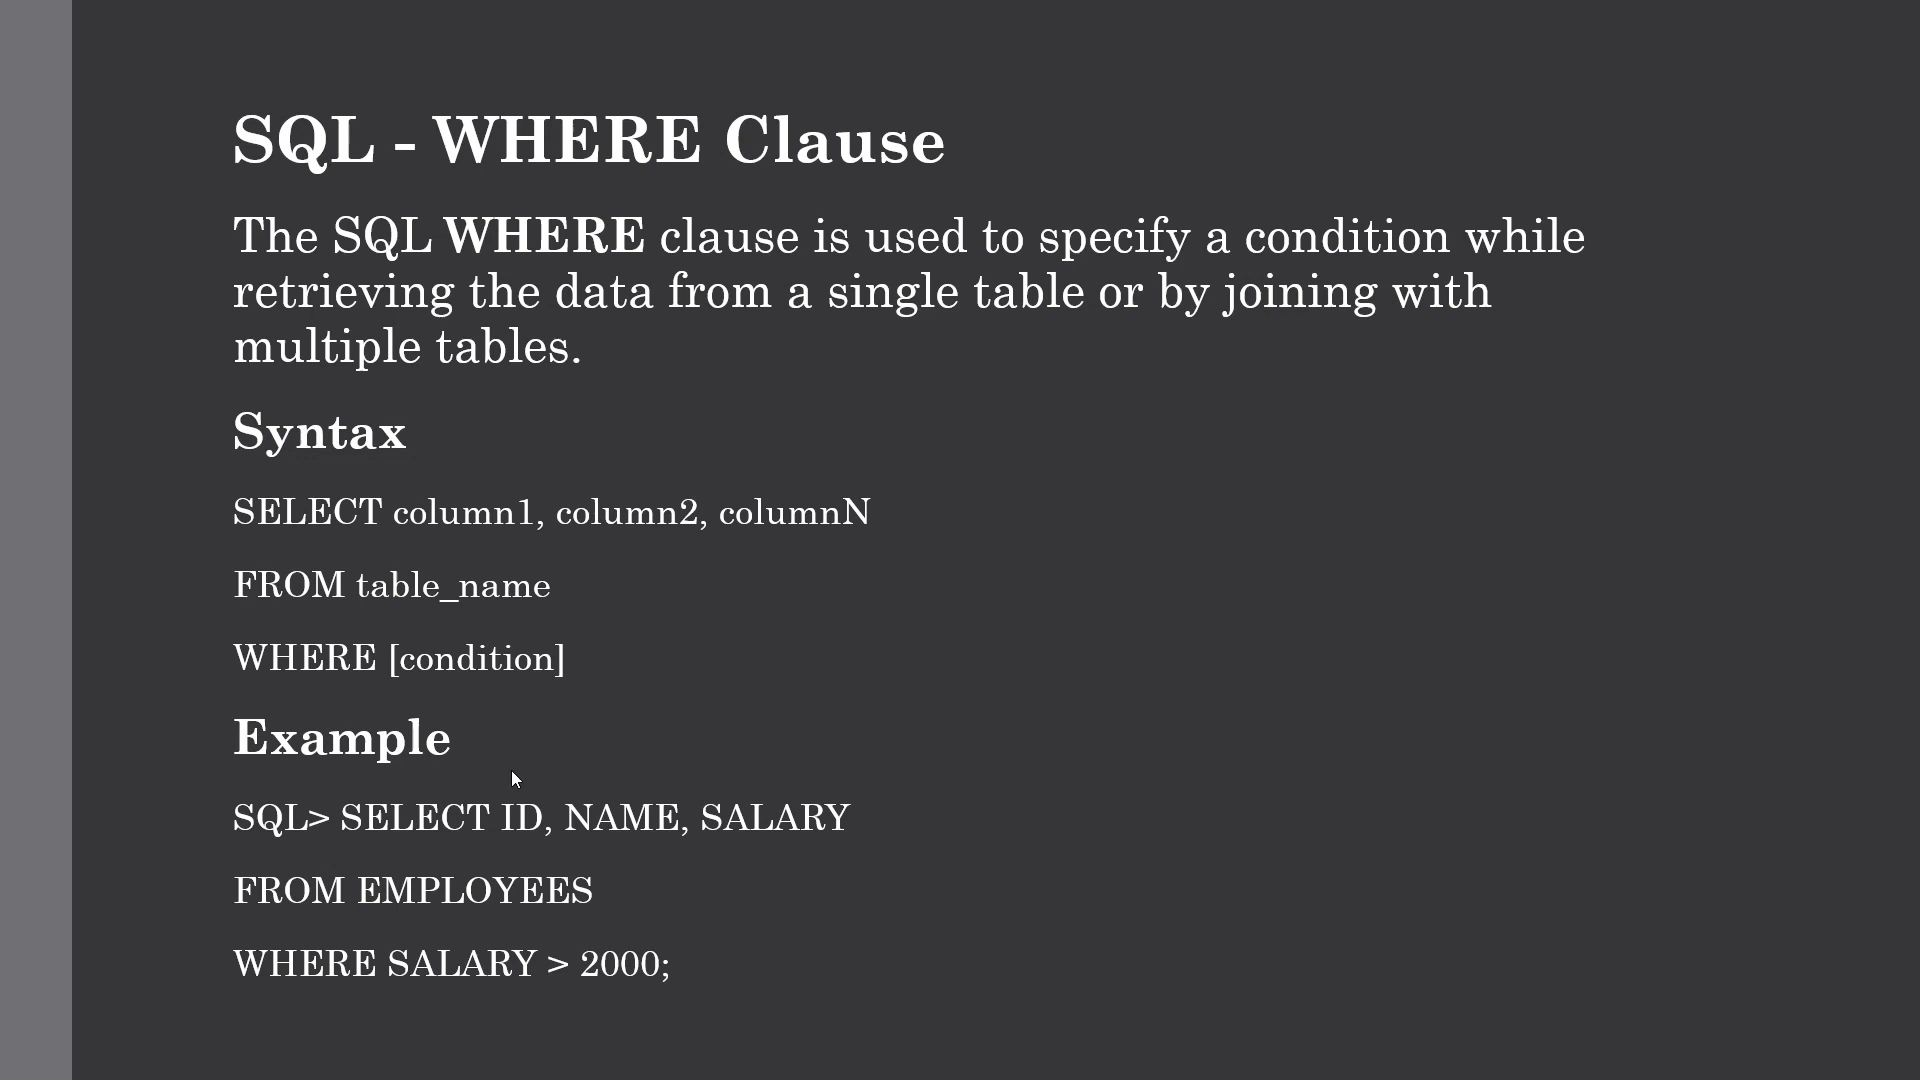 SQL - WHERE Clause
The SQL WHERE clause is used to specify a condition while
retrieving the data from a single table or by joining with
multiple tables.
Syntax
SELECT column1, column2, columnN
FROM table_name
WHERE [condition]
Example
SQL> SELECT ID, NAME, SALARY
FROM EMPLOYEES
WHERE SALARY > 2000;